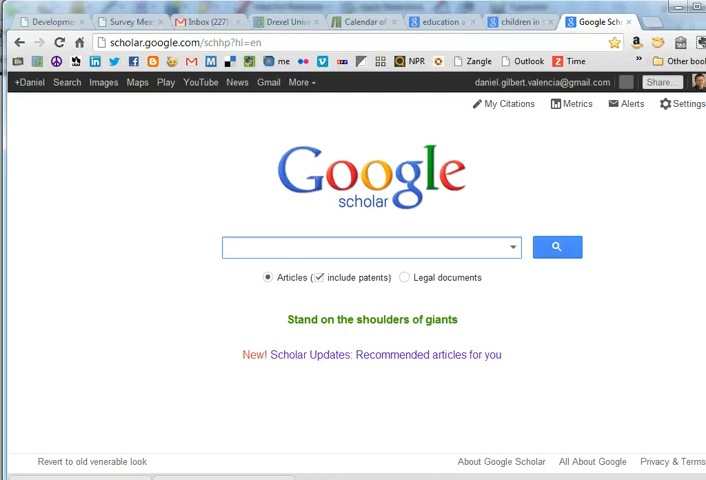 Developme
Survey Mea
Inbox (227)
Drexel Unive
Calendar of
education o
children in
Google Scho
scholar.google.com/schhp?hl=en
me
NPR
Zangle
Outlook
Time
»
Other book
+Daniel Search Images Maps Play YouTube News Gmail More
daniel.gilbert.valencia@gmail.com
Share...
My Citations Metrics Alerts Settings
Google
scholar
Articles (include patents) Legal documents
Stand on the shoulders of giants
New! Scholar Updates: Recommended articles for you
Revert to old venerable look
About Google Scholar All About Google Privacy & Terms